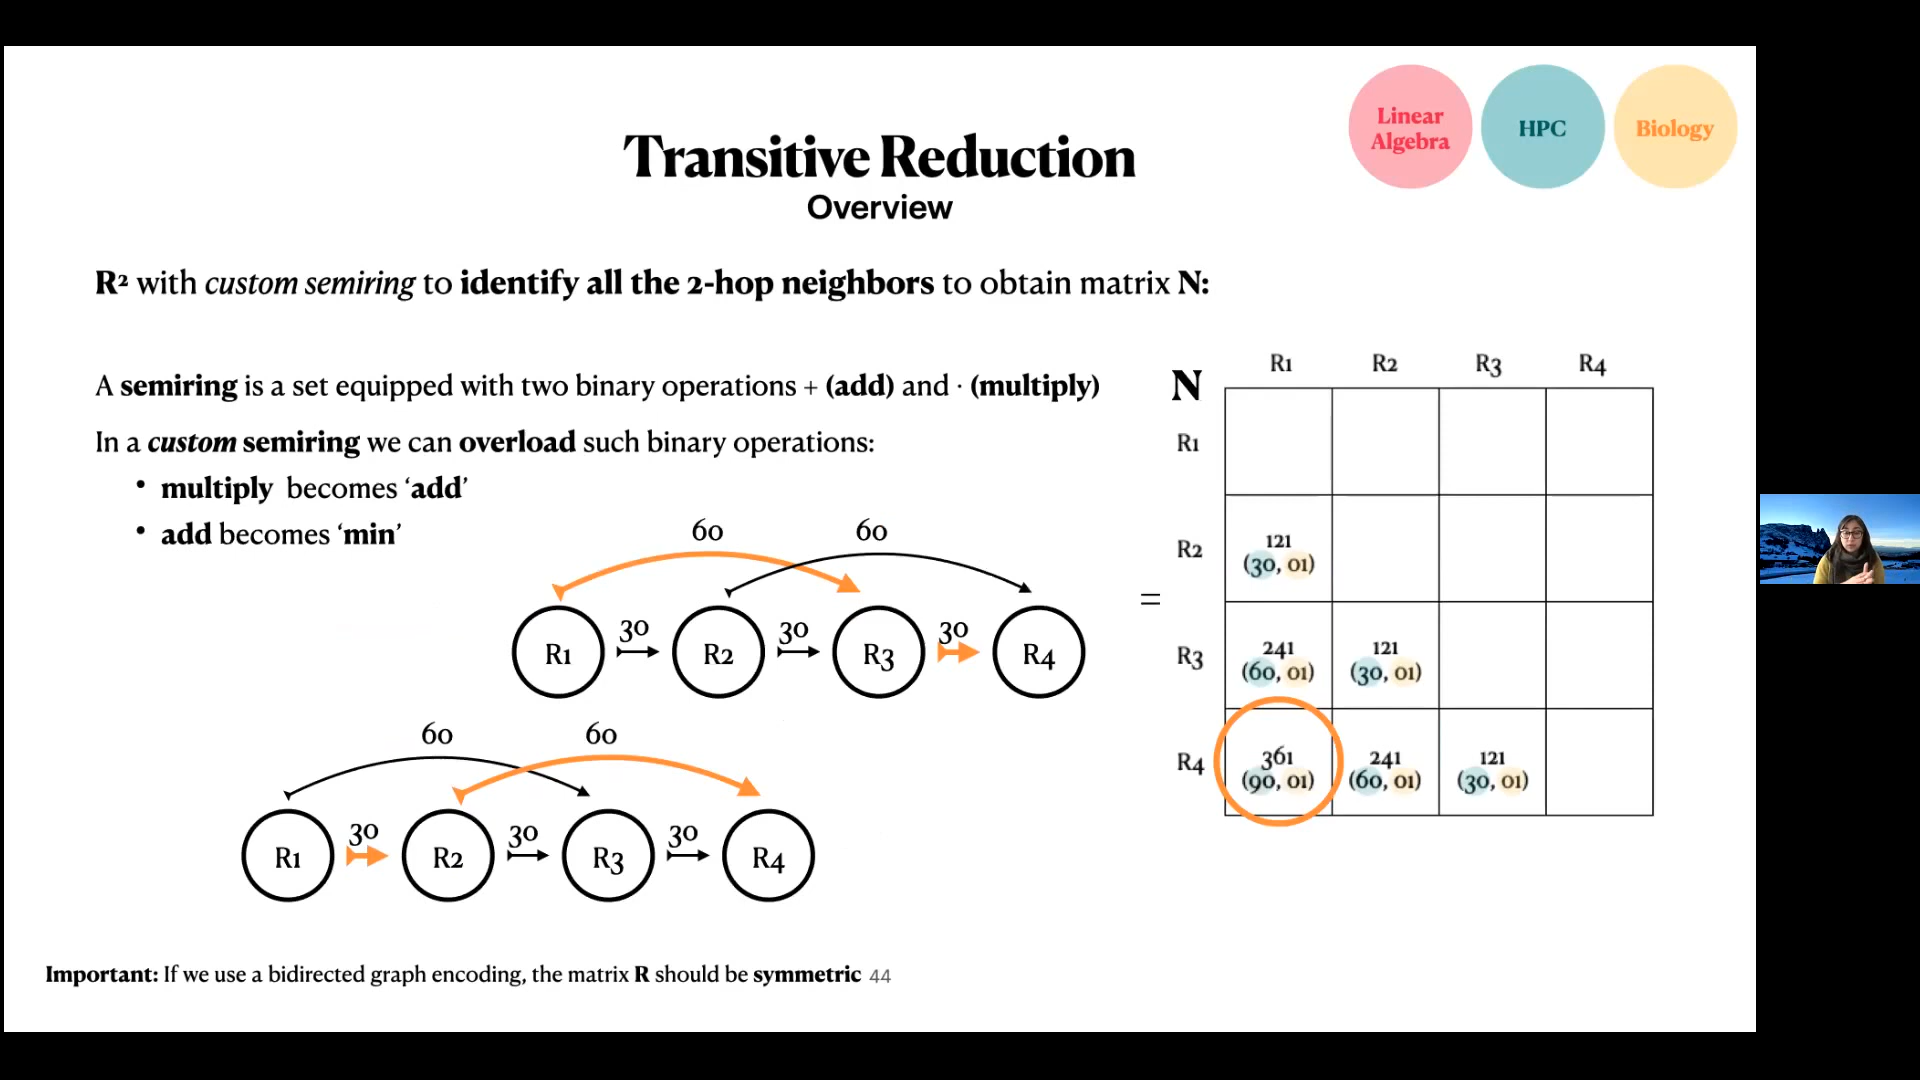 Linear
Algebra
HPC
Biology
Transitive Reduction
Overview
R² with custom semiring to identify all the 2-hop neighbors to obtain matrix N:
A semiring is a set equipped with two binary operations + (add) and · (multiply)
In a custom semiring we can overload such binary operations:
• multiply becomes ‘add’
• add becomes ‘min’
60 60
30 30 30
R1 R2 R3 R4
60 60
30 30 30
R1 R2 R3 R4
=
N
R1 R2 R3 R4
R1
R2
121
(30, 01)
R3
241 121
(60, 01) (30, 01)
R4
361 241 121
(90, 01) (60, 01) (30, 01)
Important: If we use a bidirected graph encoding, the matrix R should be symmetric 44